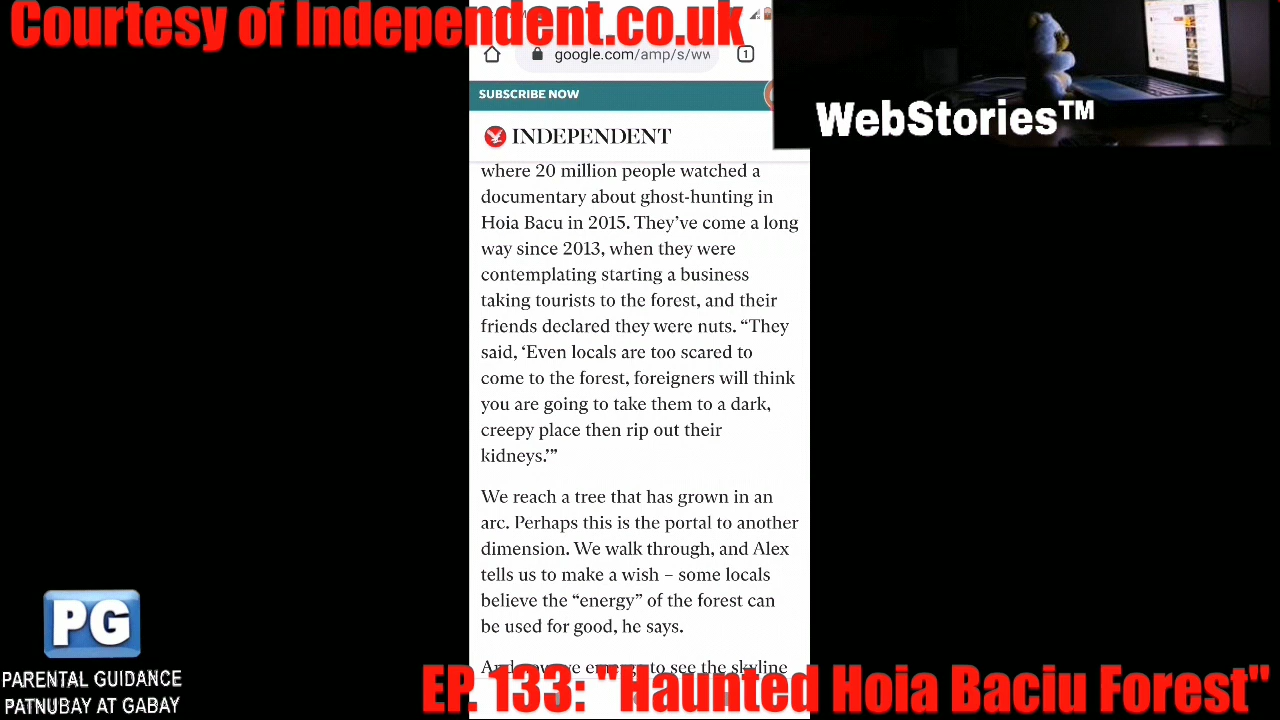 Courtesy of Independent.co.uk
google.com/amp/s/ww
1
SUBSCRIBE NOW
WebStories™
INDEPENDENT
where 20 million people watched a
documentary about ghost-hunting in
Hoia Bacu in 2015. They’ve come a long
way since 2013, when they were
contemplating starting a business
taking tourists to the forest, and their
friends declared they were nuts. “They
said, ‘Even locals are too scared to
come to the forest, foreigners will think
you are going to take them to a dark,
creepy place then rip out their
kidneys.’”
We reach a tree that has grown in an
arc. Perhaps this is the portal to another
dimension. We walk through, and Alex
tells us to make a wish – some locals
believe the “energy” of the forest can
be used for good, he says.
to see the skyline
PG
PARENTAL GUIDANCE
PATNUBAY AT GABAY
EP. 133: "Haunted Hoia Baciu Forest"